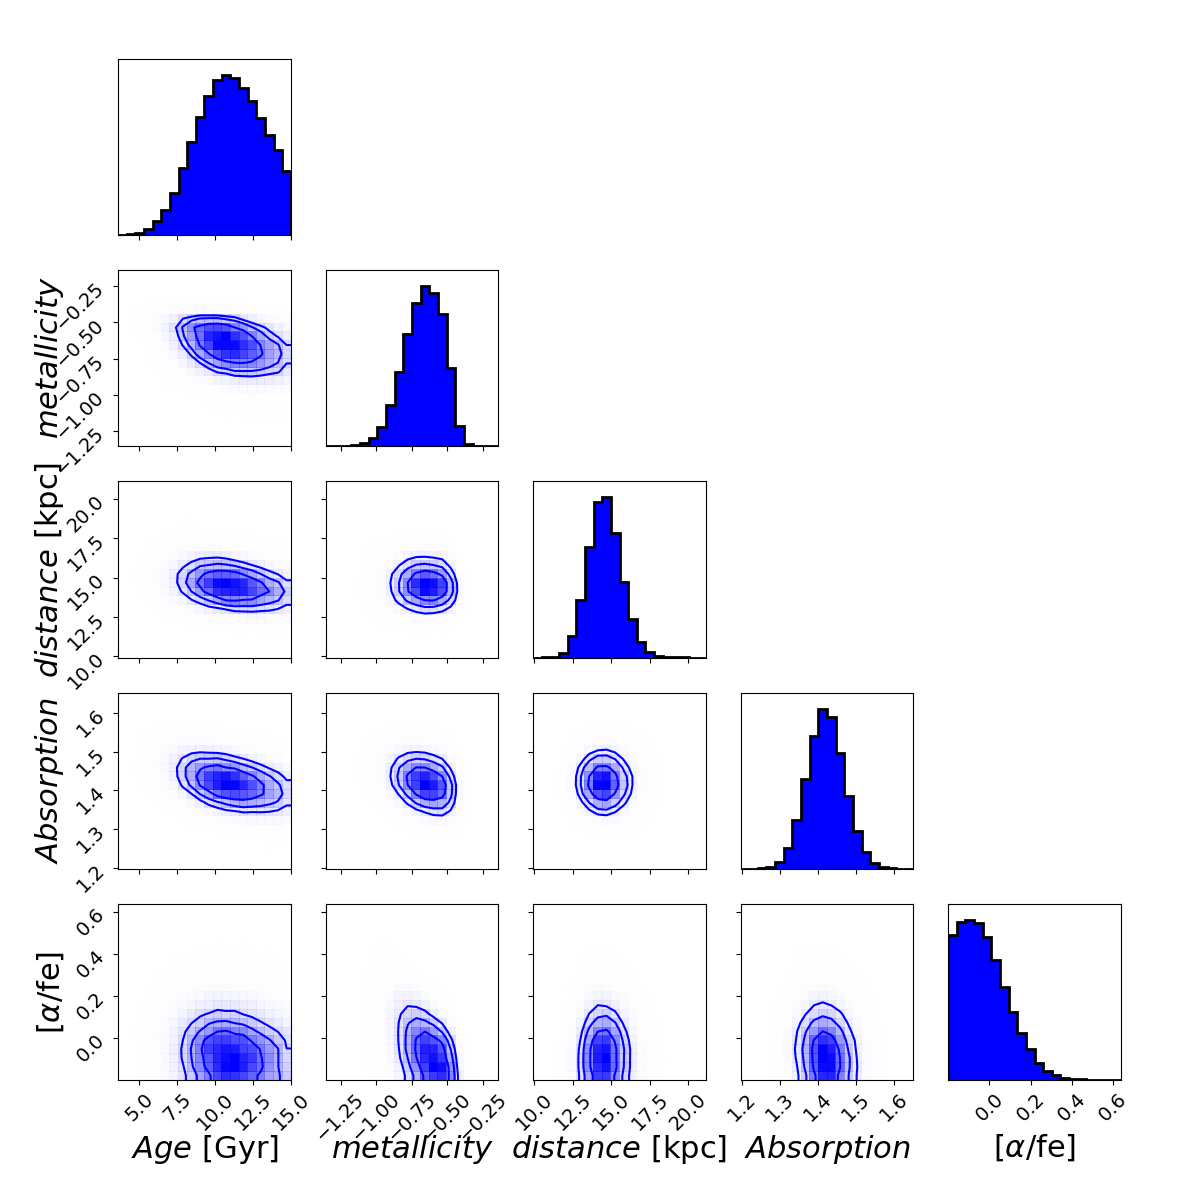 metallicity
−0.25
−0.50
−0.75
−1.00
−1.25
distance [kpc]
20.0
17.5
15.0
12.5
10.0
Absorption
1.6
1.5
1.4
1.3
1.2
[α/fe]
0.6
0.4
0.2
0.0
5.0 7.5 10.0 12.5 15.0
−1.25 −1.00 −0.75 −0.50 −0.25
10.0 12.5 15.0 17.5 20.0
1.2 1.3 1.4 1.5 1.6
0.0 0.2 0.4 0.6
Age [Gyr]
metallicity
distance [kpc]
Absorption
[α/fe]